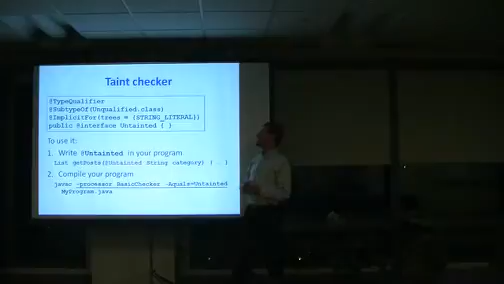 Taint checker
@TypeQualifier
@SubtypeOf(Unqualified.class)
@ImplicitFor(trees = {STRING_LITERAL})
public @interface Untainted { }
To use it:
1. Write @Untainted in your program
List getPosts(@Untainted String category) { … }
2. Compile your program
javac -processor BasicChecker -Aquals=Untainted
MyProgram.java